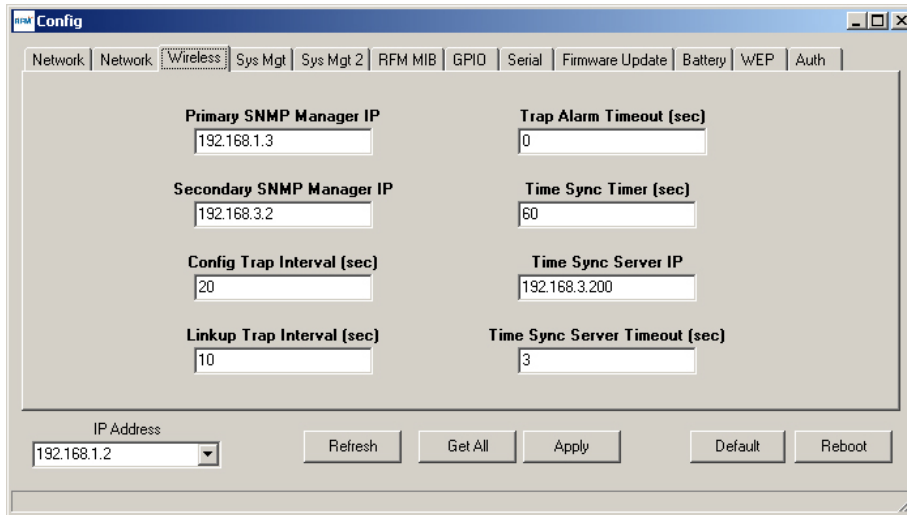 RFM Config
Network Network Wireless Sys Mgt Sys Mgt 2 RFM MIB GPIO Serial Firmware Update Battery WEP Auth
Primary SNMP Manager IP
192.168.1.3
Secondary SNMP Manager IP
192.168.3.2
Config Trap Interval (sec)
20
Linkup Trap Interval (sec)
10
Trap Alarm Timeout (sec)
0
Time Sync Timer (sec)
60
Time Sync Server IP
192.168.3.200
Time Sync Server Timeout (sec)
3
IP Address
192.168.1.2
Refresh Get All Apply Default Reboot